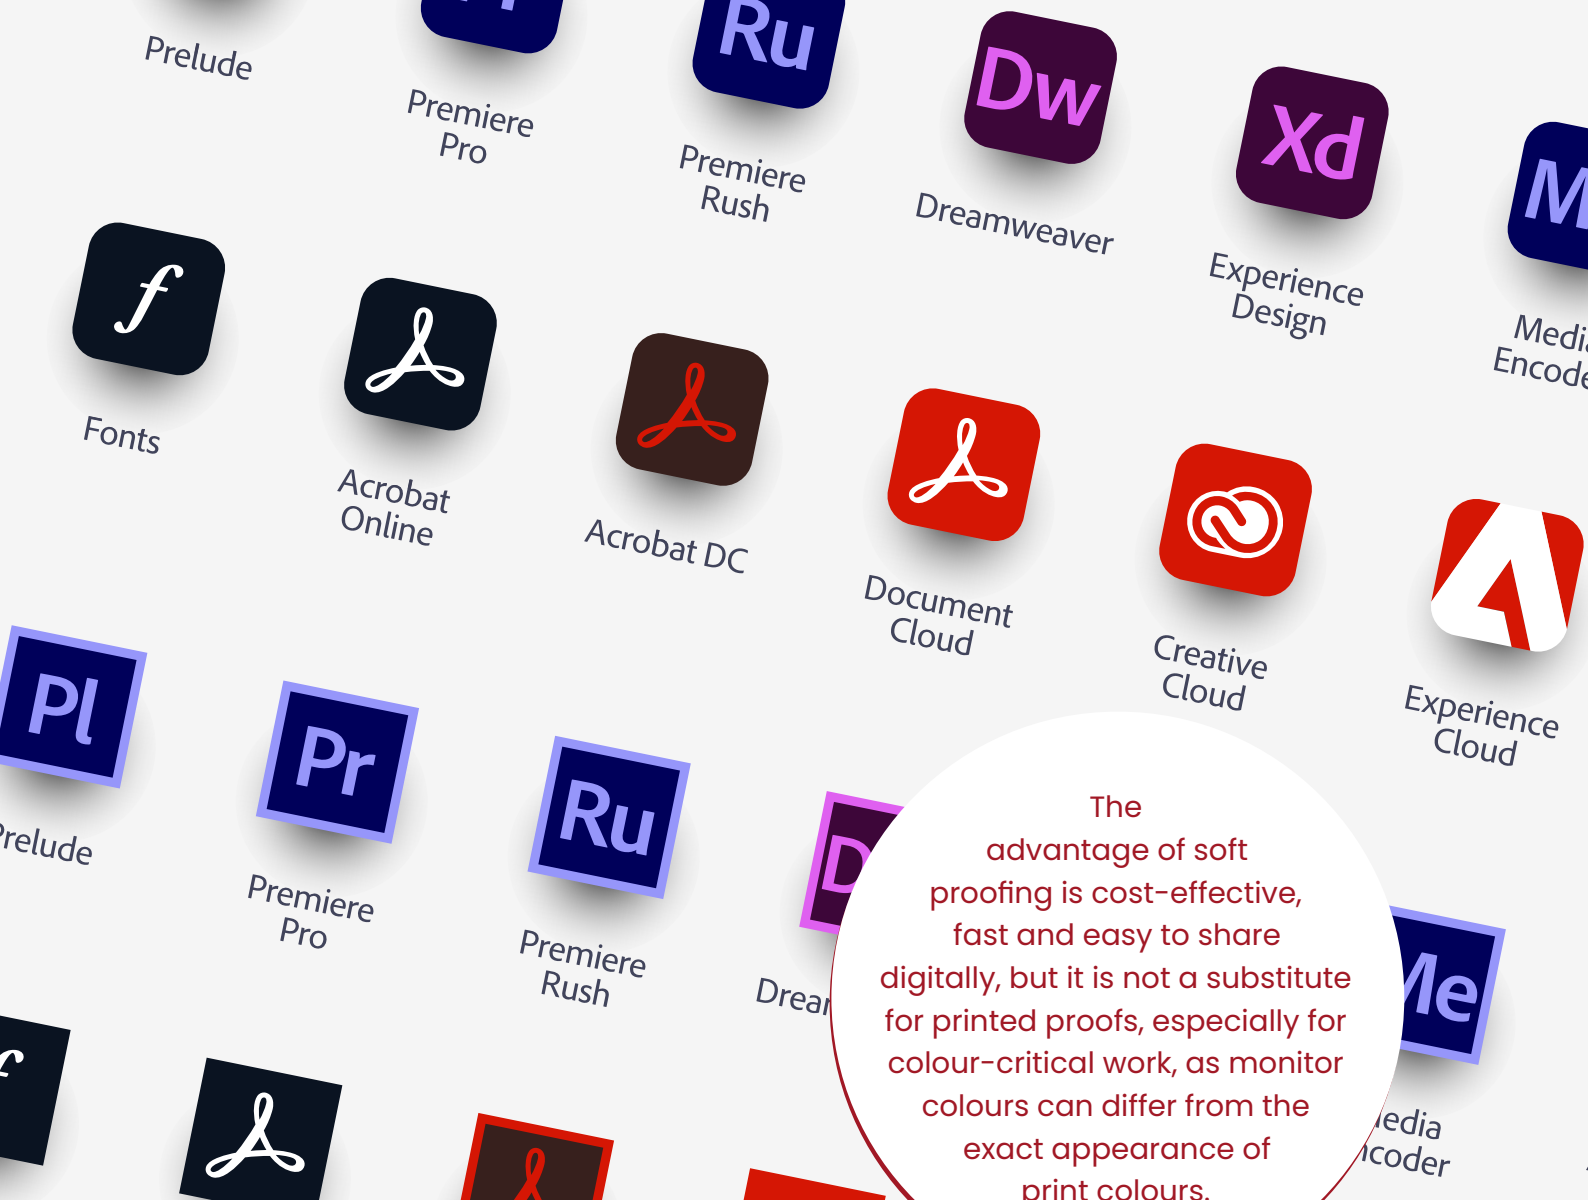 Prelude
Premiere
Pro
Ru
Premiere
Rush
Dw
Dreamweaver
Xd
Experience
Design
f
Fonts
Acrobat
Online
Acrobat DC
Document
Cloud
Creative
Cloud
Experience
Cloud
Pl
Prelude
Pr
Premiere
Pro
Ru
Premiere
Rush
Me
The
advantage of soft
proofing is cost-effective,
fast and easy to share
digitally, but it is not a substitute
for printed proofs, especially for
colour-critical work, as monitor
colours can differ from the
exact appearance of
print colours.